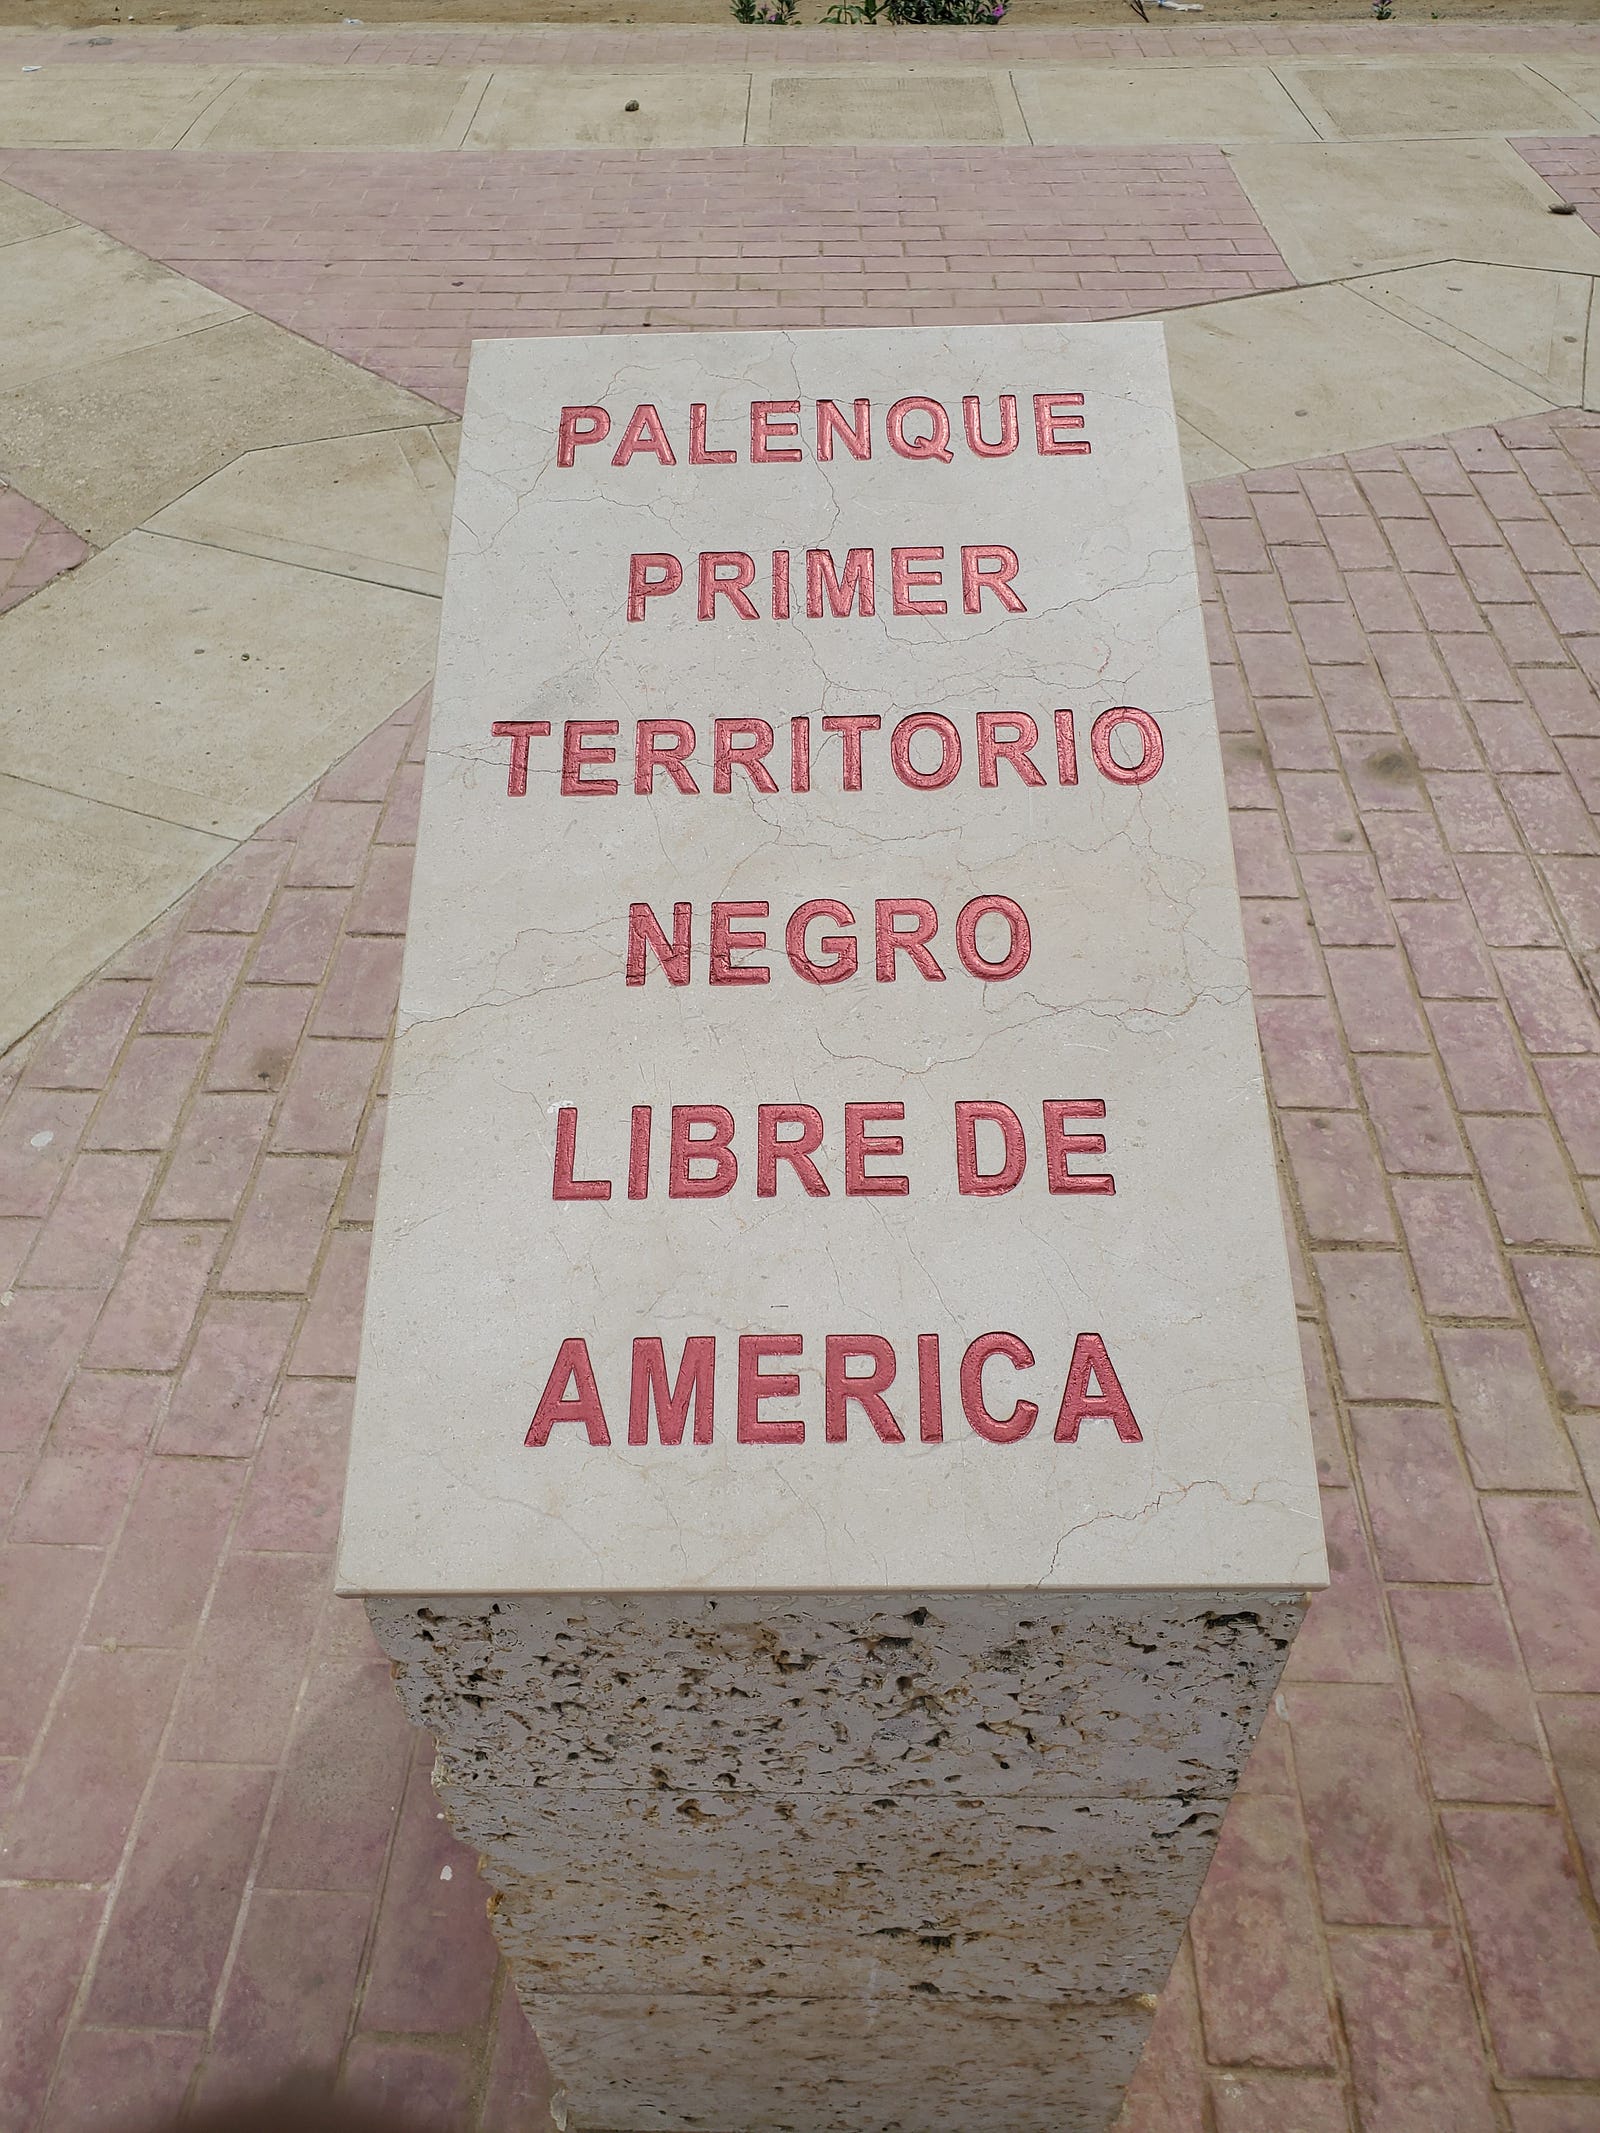 PALENQUE
PRIMER
TERRITORIO
NEGRO
LIBRE DE
AMERICA